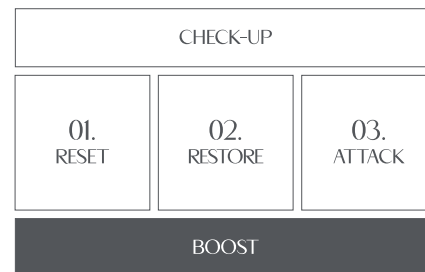 CHECK-UP
01.
RESET
02.
RESTORE
03.
ATTACK
BOOST